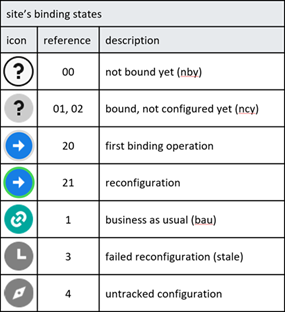 site's binding states
icon reference description
? 00 not bound yet (nby)
? 01, 02 bound, not configured yet (ncy)
20 first binding operation
21 reconfiguration
1 business as usual (bau)
3 failed reconfiguration (stale)
4 untracked configuration